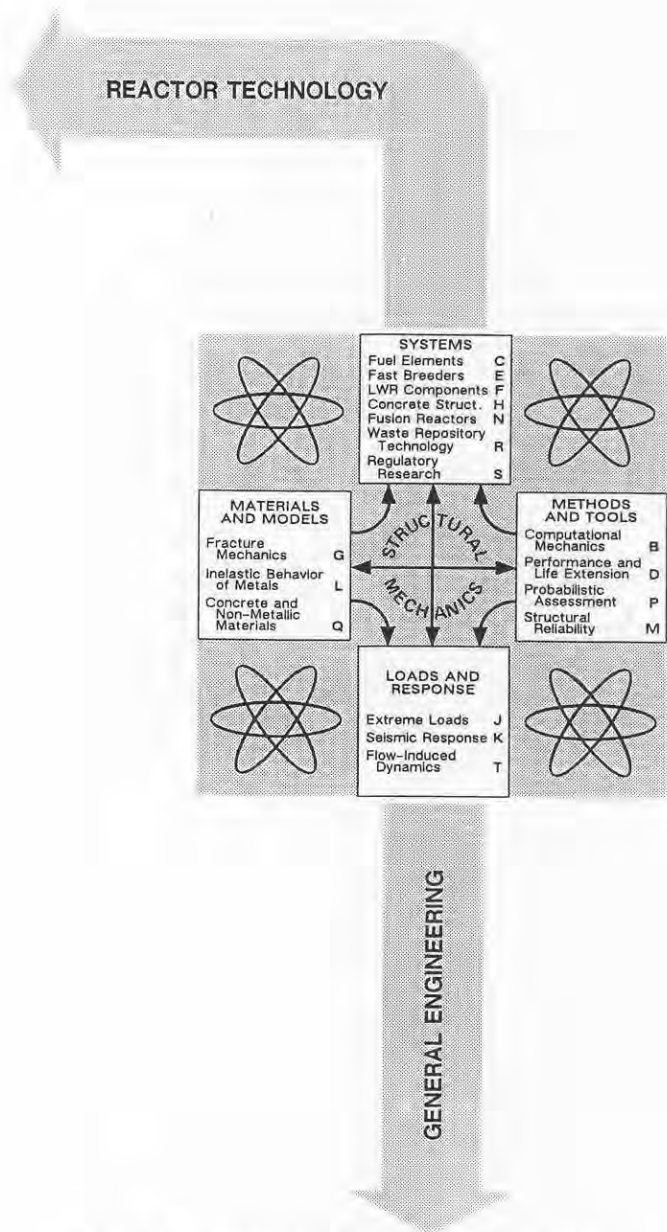 REACTOR TECHNOLOGY
SYSTEMS
Fuel Elements C
Fast Breeders E
LWR Components F
Concrete Struct. H
Fusion Reactors N
Waste Repository
Technology R
Regulatory
Research S
MATERIALS
AND MODELS
Fracture
Mechanics G
Inelastic Behavior
of Metals L
Concrete and
Non-Metallic
Materials Q
STRUCTURAL
MECHANICS
METHODS
AND TOOLS
Computational
Mechanics B
Performance and
Life Extension D
Probabilistic
Assessment P
Structural
Reliability M
LOADS AND
RESPONSE
Extreme Loads J
Seismic Response K
Flow-Induced
Dynamics T
GENERAL ENGINEERING